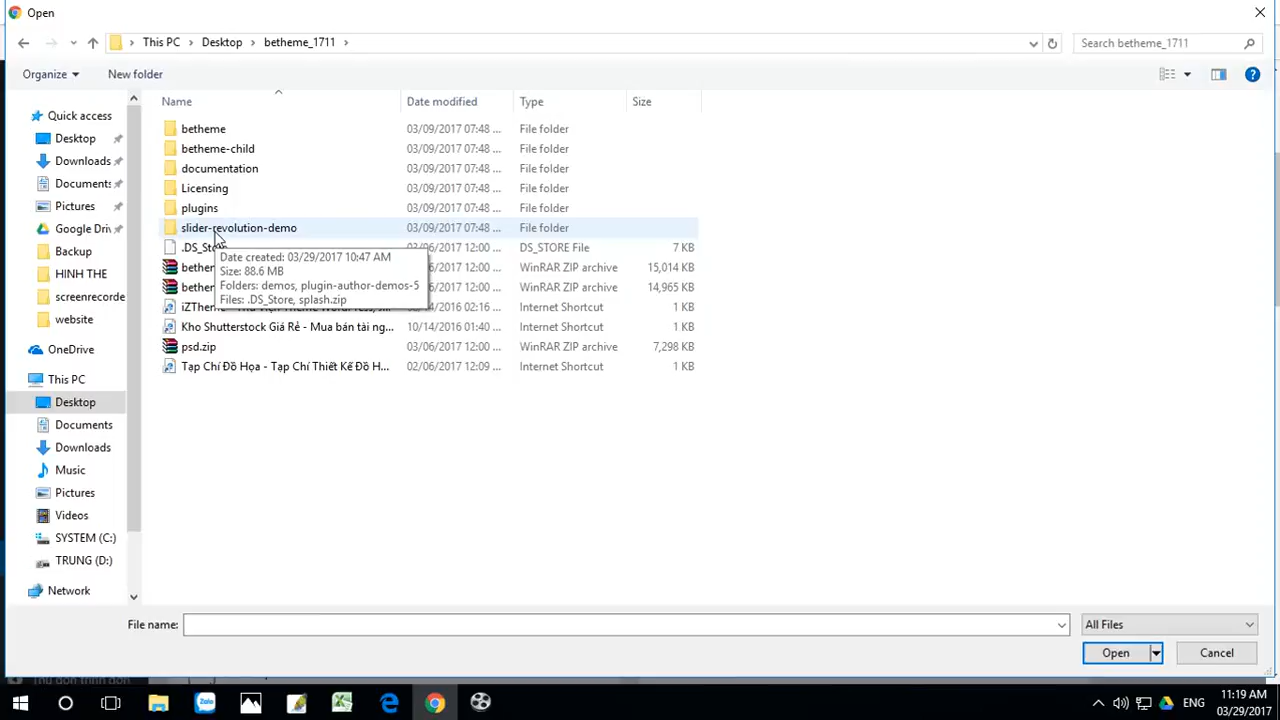 Open
This PC > Desktop > betheme_1711 >
Search betheme_1711
Organize
New folder
Name Date modified Type Size
Quick access
Desktop
Downloads
Documents
Pictures
Google Driv
Backup
HINH THE
screenrecorde
website
OneDrive
This PC
Desktop
Documents
Downloads
Music
Pictures
Videos
SYSTEM (C:)
TRUNG (D:)
Network
betheme 03/09/2017 07:48 ... File folder
betheme-child 03/09/2017 07:48 ... File folder
documentation 03/09/2017 07:48 ... File folder
Licensing 03/09/2017 07:48 ... File folder
plugins 03/09/2017 07:48 ... File folder
slider-revolution-demo 03/09/2017 07:48 ... File folder
12:00 ... DS_STORE File 7 KB
12:00 ... WinRAR ZIP archive 15,014 KB
12:00 ... WinRAR ZIP archive 14,965 KB
02:16 ... Internet Shortcut 1 KB
Kho Shutterstock Giá Rẻ - Mua bán tài ng... 10/14/2016 01:40 ... Internet Shortcut 1 KB
psd.zip 03/06/2017 12:00 ... WinRAR ZIP archive 7,298 KB
Tạp Chí Đồ Họa - Tạp Chí Thiết Kế Đồ H... 02/06/2017 12:09 ... Internet Shortcut 1 KB
Date created: 03/29/2017 10:47 AM
Size: 88.6 MB
Folders: demos, plugin-author-demos-5
Files: .DS_Store, splash.zip
File name:
All Files
Open
Cancel
Zalo
ENG
11:19 AM
03/29/2017